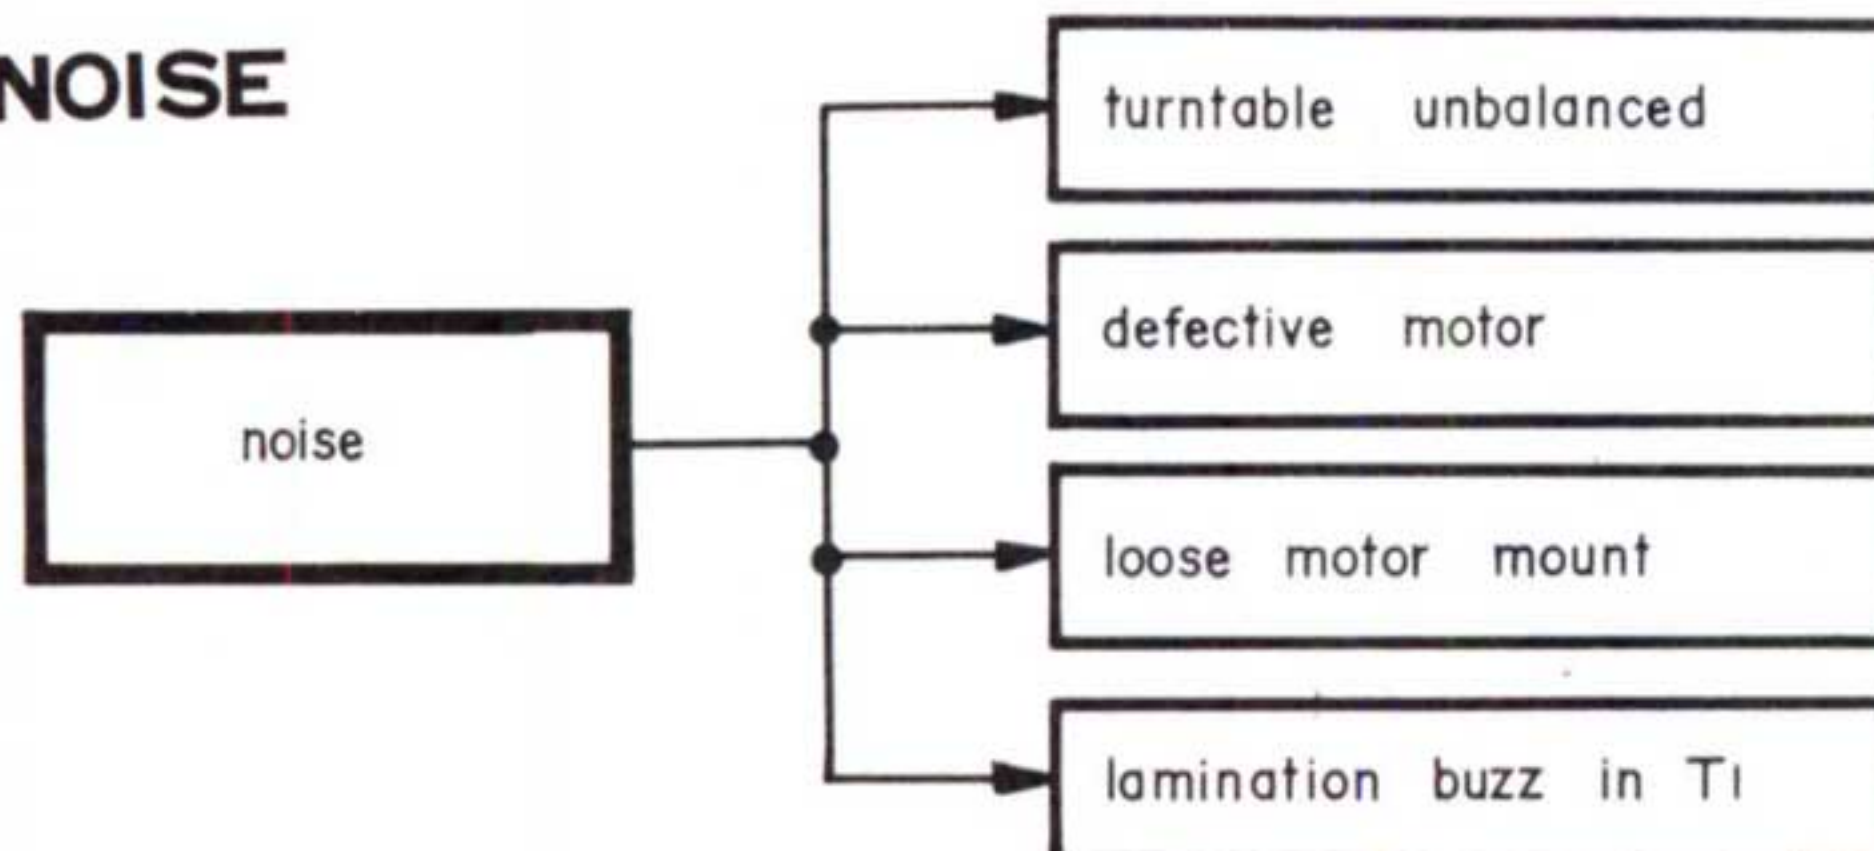 NOISE
noise
turntable unbalanced
defective motor
loose motor mount
lamination buzz in T1